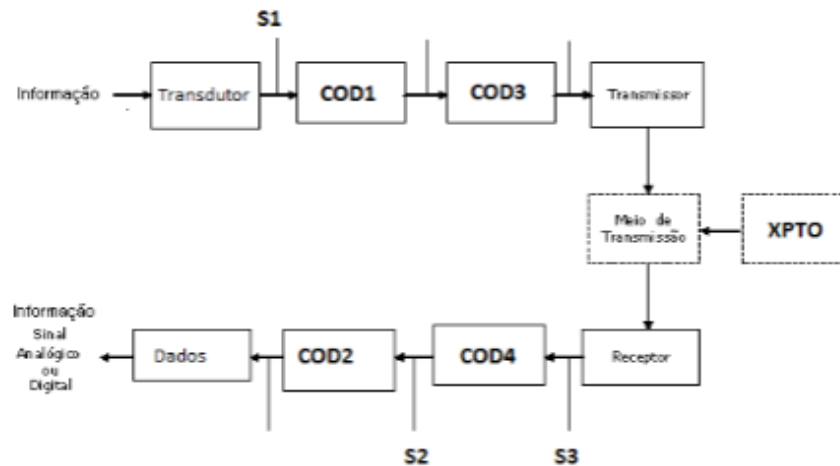 S1
Informação
Transdutor
COD1
COD3
Transmissor
Meio de
Transmissão
XPTO
Informação
Sinal
Analógico
ou
Digital
Dados
COD2
COD4
Receptor
S2
S3